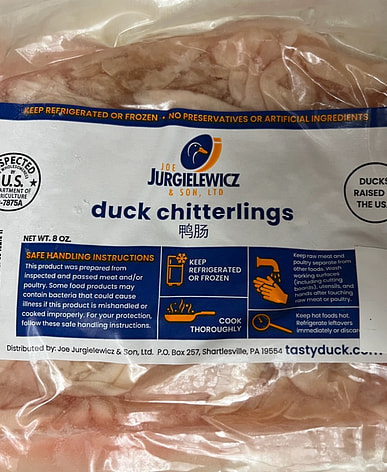 KEEP REFRIGERATED OR FROZEN • NO PRESERVATIVES OR ARTIFICIAL INGREDIENTS
JOE
JURGIELEWICZ
& SON, LTD
duck chitterlings
鸭肠
U.S.
-7875A
DUCKS
RAISED
NET WT. 8 OZ.
SAFE HANDLING INSTRUCTIONS
This product was prepared from
inspected and passed meat and/or
poultry. Some food products may
contain bacteria that could cause
illness if this product is mishandled or
cooked improperly. For your protection,
follow these safe handling instructions.
KEEP
REFRIGERATED
OR FROZEN
COOK
THOROUGHLY
Keep raw meat and
poultry separate from
other foods. Wash
working surfaces
(including cutting
boards), utensils, and
hands after touching
raw meat or poultry.
Keep hot foods hot.
Refrigerate leftovers
immediately or
Distributed by: Joe Jurgielewicz & Son, Ltd. P.O. Box 257, Shartlesville, PA 19554 tastyduck.com